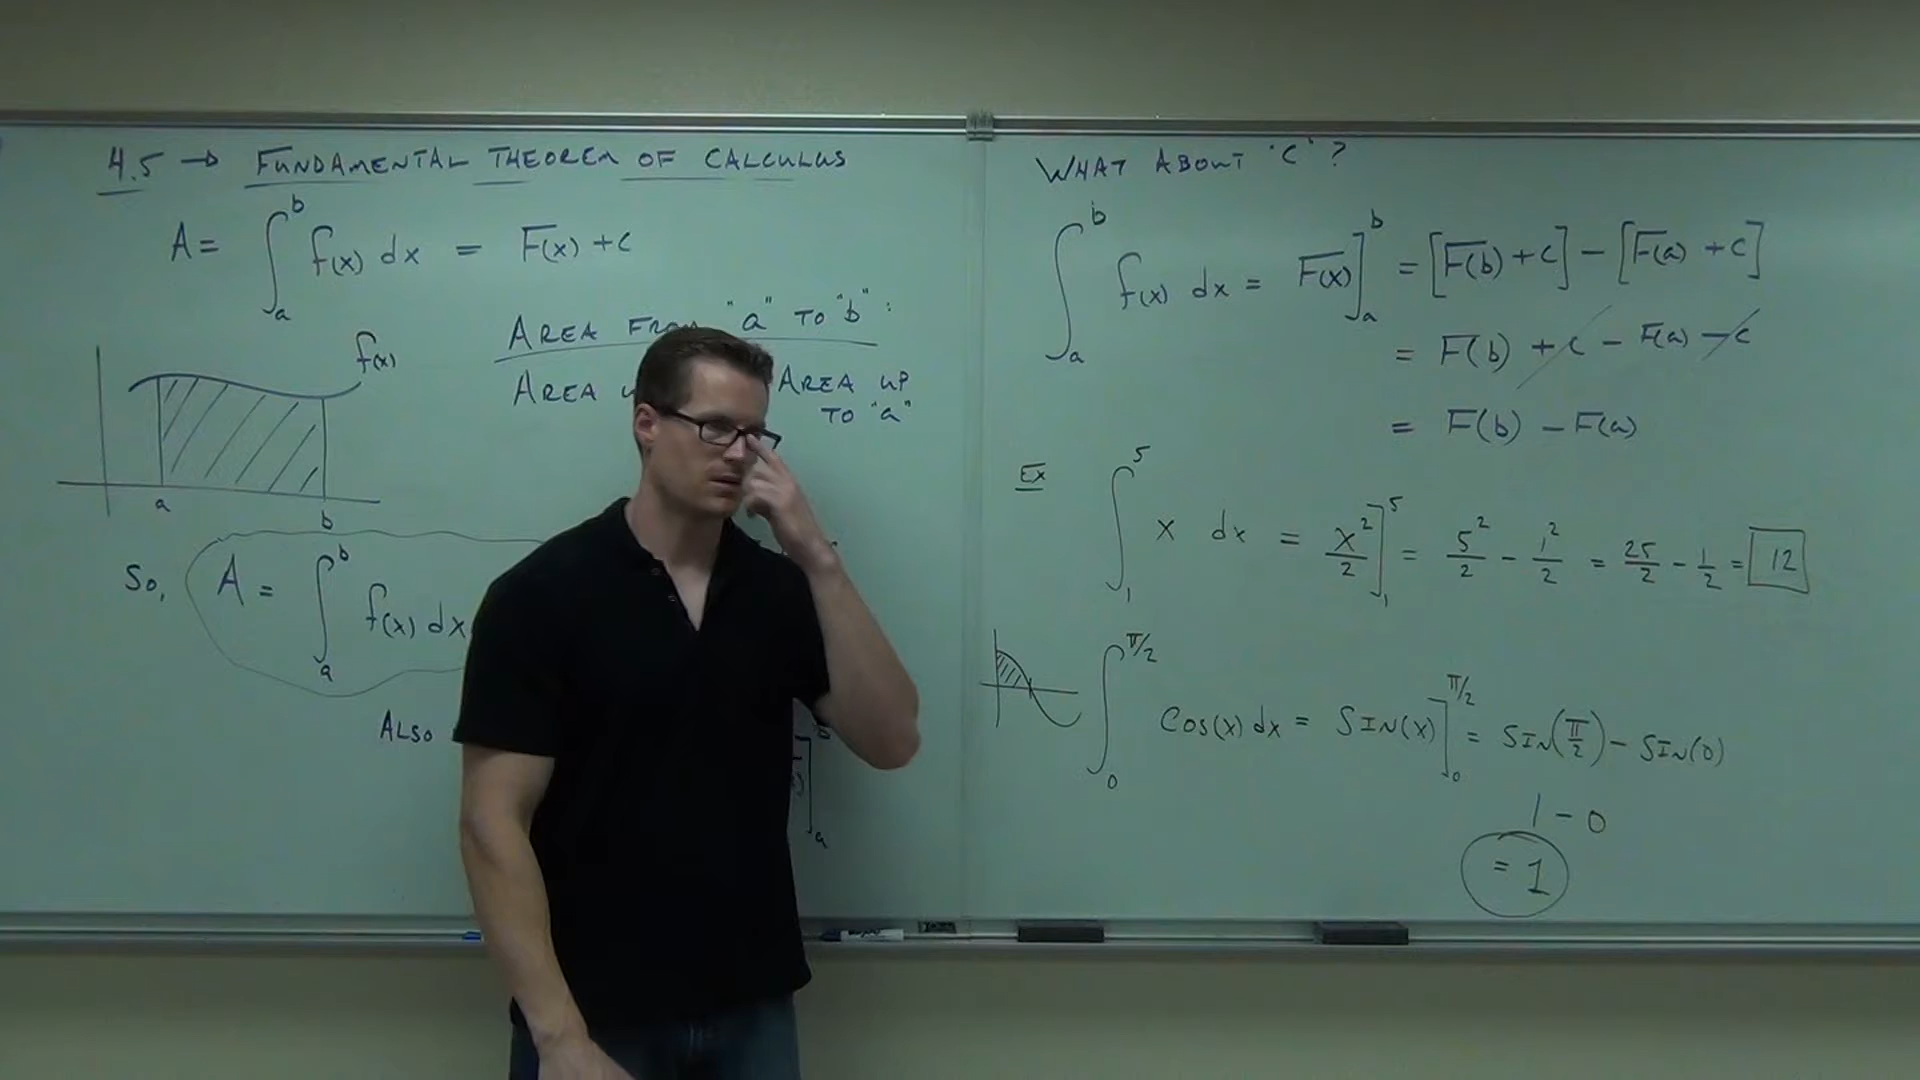 4.5 → FUNDAMENTAL THEOREM OF CALCULUS
A = ∫_a^b f(x) dx = F(x) + C
AREA FROM "a" TO "b":
AREA AREA UP
TO "a"
f(x)
a b
So, A = ∫_a^b f(x) dx
ALSO
]_a
WHAT ABOUT 'C'?
∫_a^b f(x) dx = F(x)]_a^b = [F(b) + C] - [F(a) + C]
= F(b) + C - F(a) - C
= F(b) - F(a)
Ex ∫_1^5 x dx = x²/2]_1^5 = 5²/2 - 1²/2 = 25/2 - 1/2 = 12
∫_0^π/2 Cos(x) dx = SIN(x)]_0^π/2 = SIN(π/2) - SIN(0)
1 - 0
= 1